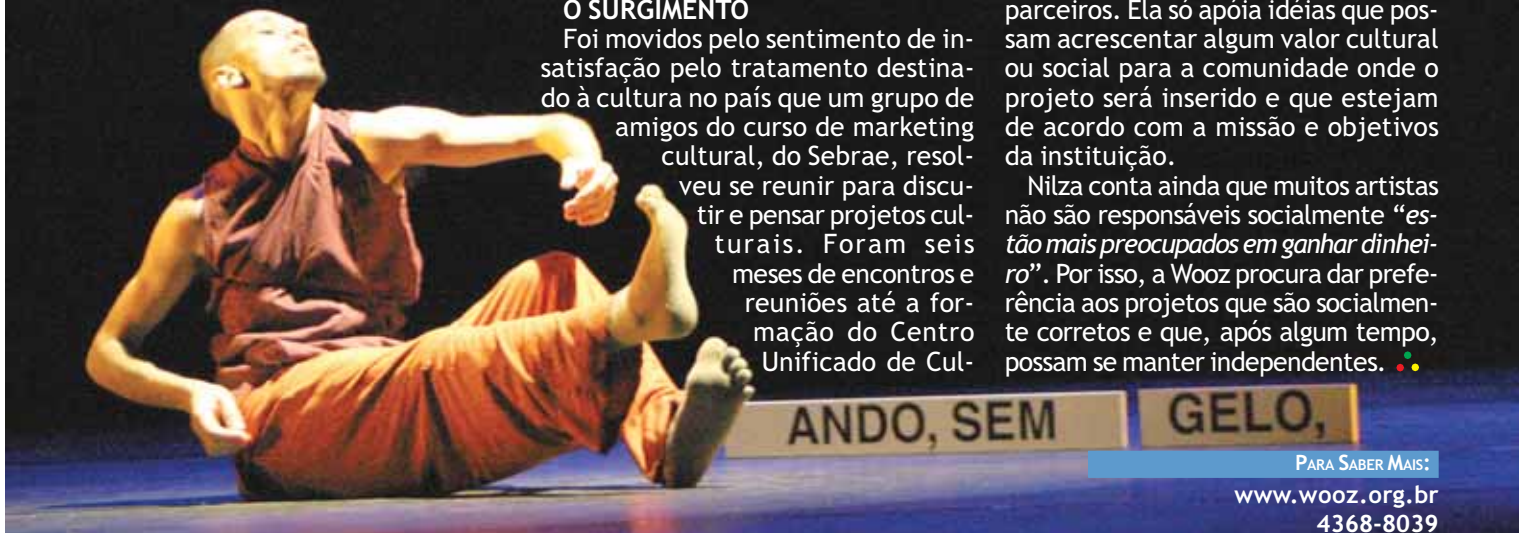 O SURGIMENTO
Foi movidos pelo sentimento de in-
satisfação pelo tratamento destina-
do à cultura no país que um grupo de
amigos do curso de marketing
cultural, do Sebrae, resol-
veu se reunir para discu-
tir e pensar projetos cul-
turais. Foram seis
meses de encontros e
reuniões até a for-
mação do Centro
Unificado de Cul-
parceiros. Ela só apóia idéias que pos-
sam acrescentar algum valor cultural
ou social para a comunidade onde o
projeto será inserido e que estejam
de acordo com a missão e objetivos
da instituição.
Nilza conta ainda que muitos artistas
não são responsáveis socialmente “es-
tão mais preocupados em ganhar dinhei-
ro”. Por isso, a Wooz procura dar prefe-
rência aos projetos que são socialmen-
te corretos e que, após algum tempo,
possam se manter independentes.
ANDO, SEM GELO,
PARA SABER MAIS:
www.wooz.org.br
4368-8039